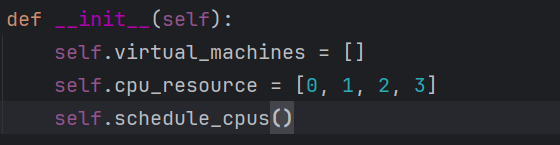 def __init__(self):
    self.virtual_machines = []
    self.cpu_resource = [0, 1, 2, 3]
    self.schedule_cpus()